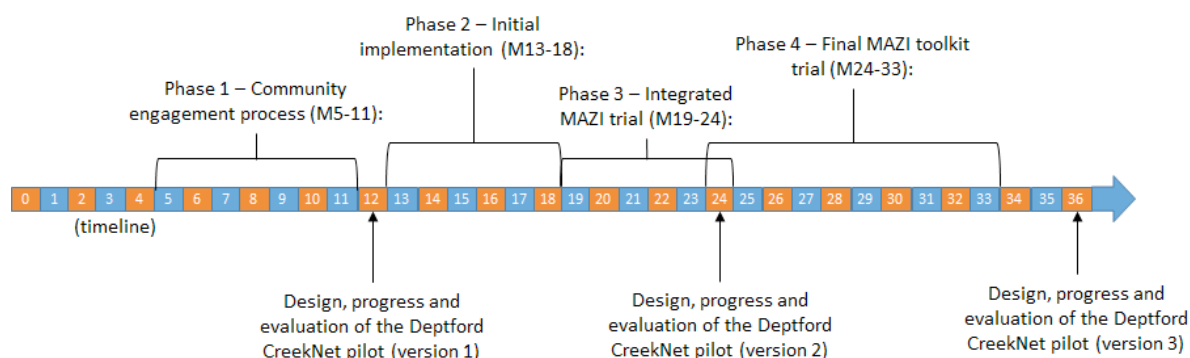 Phase 2 – Initial
implementation (M13-18):
Phase 4 – Final MAZI toolkit
trial (M24-33):
Phase 1 – Community
engagement process (M5-11):
Phase 3 – Integrated
MAZI trial (M19-24):
0 1 2 3 4 5 6 7 8 9 10 11 12 13 14 15 16 17 18 19 20 21 22 23 24 25 26 27 28 29 30 31 32 33 34 35 36
(timeline)
Design, progress and
evaluation of the Deptford
CreekNet pilot (version 1)
Design, progress and
evaluation of the Deptford
CreekNet pilot (version 2)
Design, progress and
evaluation of the Deptford
CreekNet pilot (version 3)